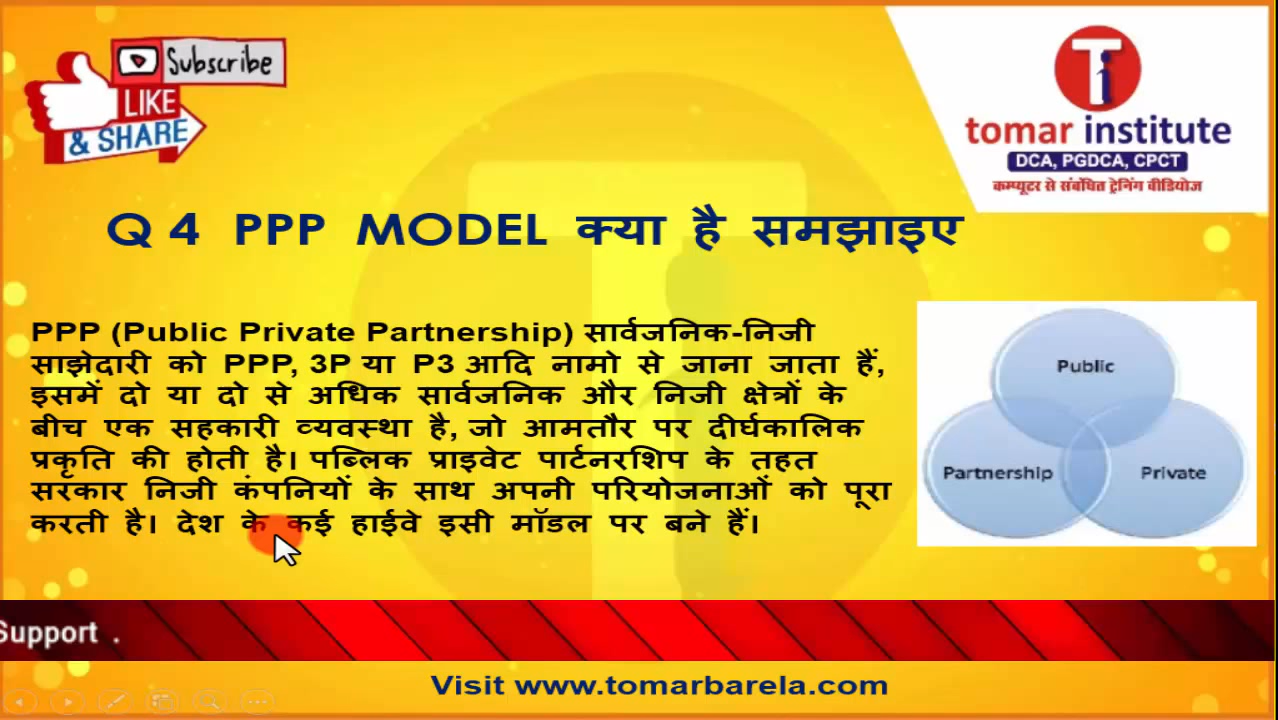 Subscribe
LIKE
& SHARE
Ti
tomar institute
DCA, PGDCA, CPCT
कम्प्यूटर से संबंधित ट्रेनिंग वीडियोज
Q 4 PPP MODEL क्या है समझाइए
PPP (Public Private Partnership) सार्वजनिक-निजी
साझेदारी को PPP, 3P या P3 आदि नामो से जाना जाता हैं,
इसमें दो या दो से अधिक सार्वजनिक और निजी क्षेत्रों के
बीच एक सहकारी व्यवस्था है, जो आमतौर पर दीर्घकालिक
प्रकृति की होती है। पब्लिक प्राइवेट पार्टनरशिप के तहत
सरकार निजी कंपनियों के साथ अपनी परियोजनाओं को पूरा
करती है। देश के कई हाईवे इसी मॉडल पर बने हैं।
Public
Partnership
Private
Support .
Visit www.tomarbarela.com